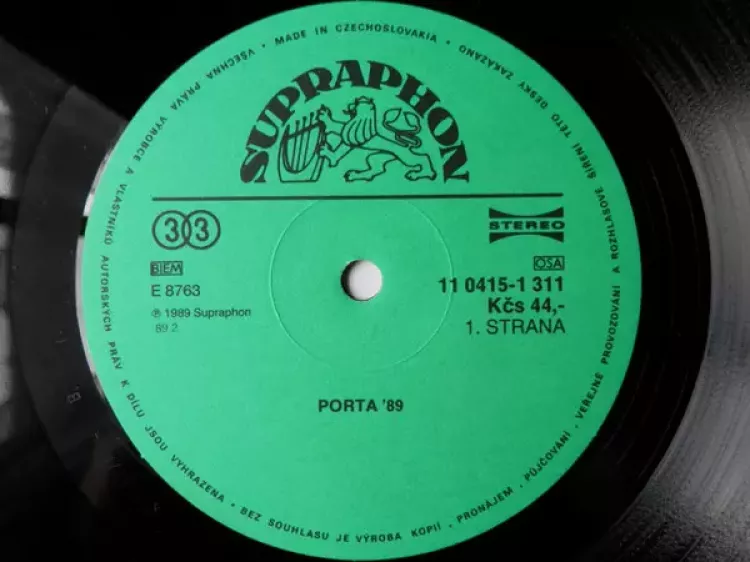 SUPRAPHON
33
STEREO
BIEM
OSA
E 8763
11 0415-1 311
℗ 1989 Supraphon
Kčs 44,-
89 2
1. STRANA
PORTA '89
• MADE IN CZECHOSLOVAKIA • VŠECHNA PRÁVA VÝROBCE A VLASTNÍKŮ AUTORSKÝCH PRÁV K DÍLU JSOU VYHRAZENA • BEZ SOUHLASU JE VÝROBA KOPIÍ • PRONÁJEM • PŮJČOVÁNÍ • VEŘEJNÉ PROVOZOVÁNÍ A ROZHLASOVÉ ŠÍŘENÍ TÉTO DESKY ZAKÁZÁNO